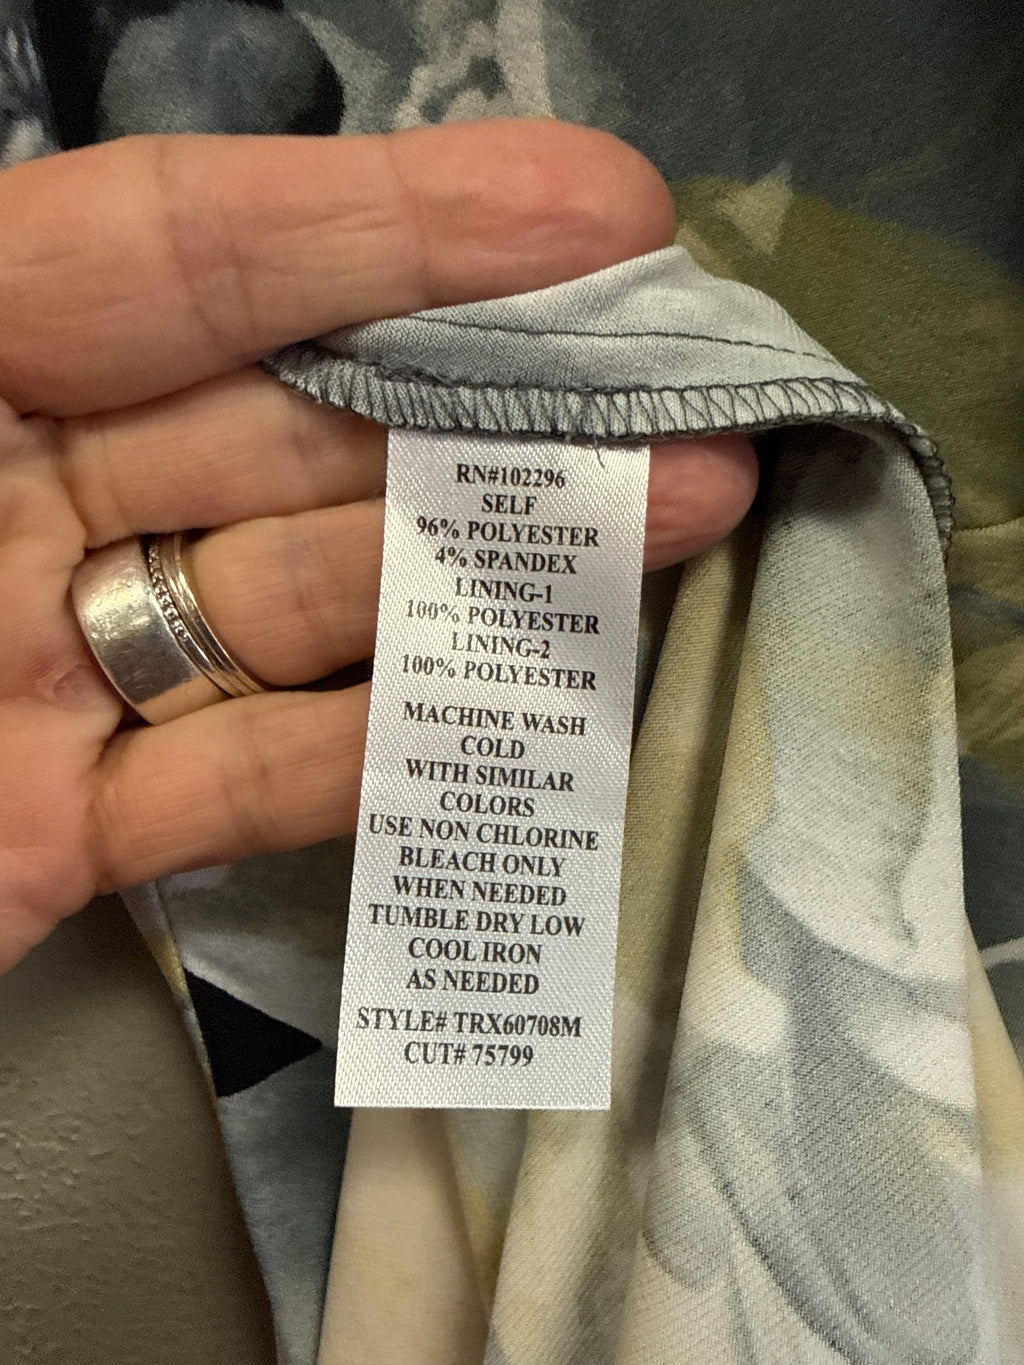 RN#102296
SELF
96% POLYESTER
4% SPANDEX
LINING-1
100% POLYESTER
LINING-2
100% POLYESTER
MACHINE WASH
COLD
WITH SIMILAR
COLORS
USE NON CHLORINE
BLEACH ONLY
WHEN NEEDED
TUMBLE DRY LOW
COOL IRON
AS NEEDED
STYLE# TRX60708M
CUT# 75799